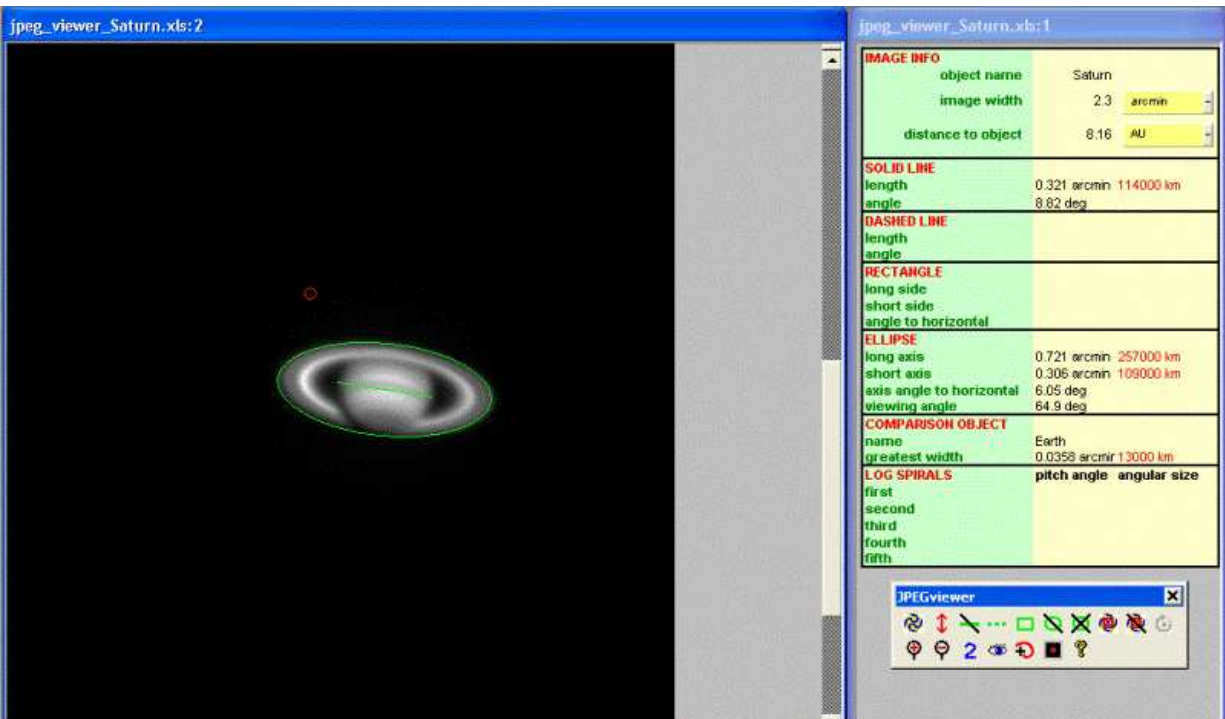 jpeg_viewer_Saturn.xls:2
jpeg_viewer_Saturn.xls:1
IMAGE INFO
object name Saturn
image width 2.3 arcmin
distance to object 8.16 AU
SOLID LINE
length 0.321 arcmin 114000 km
angle 8.82 deg
DASHED LINE
length
angle
RECTANGLE
long side
short side
angle to horizontal
ELLIPSE
long axis 0.721 arcmin 257000 km
short axis 0.306 arcmin 109000 km
axis angle to horizontal 6.05 deg
viewing angle 64.9 deg
COMPARISON OBJECT
name Earth
greatest width 0.0358 arcmir 13000 km
LOG SPIRALS pitch angle angular size
first
second
third
fourth
fifth
JPEGviewer
2